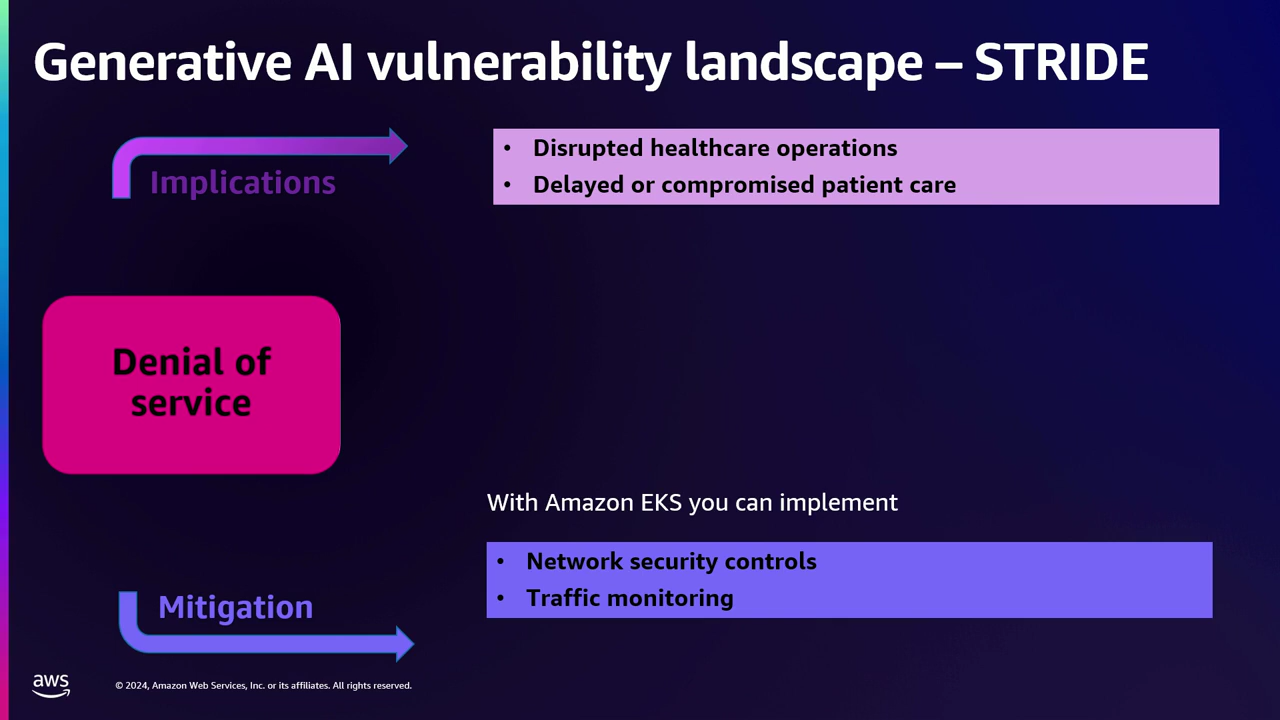 Generative AI vulnerability landscape – STRIDE
Implications
• Disrupted healthcare operations
• Delayed or compromised patient care
Denial of
service
With Amazon EKS you can implement
• Network security controls
• Traffic monitoring
Mitigation
aws
© 2024, Amazon Web Services, Inc. or its affiliates. All rights reserved.